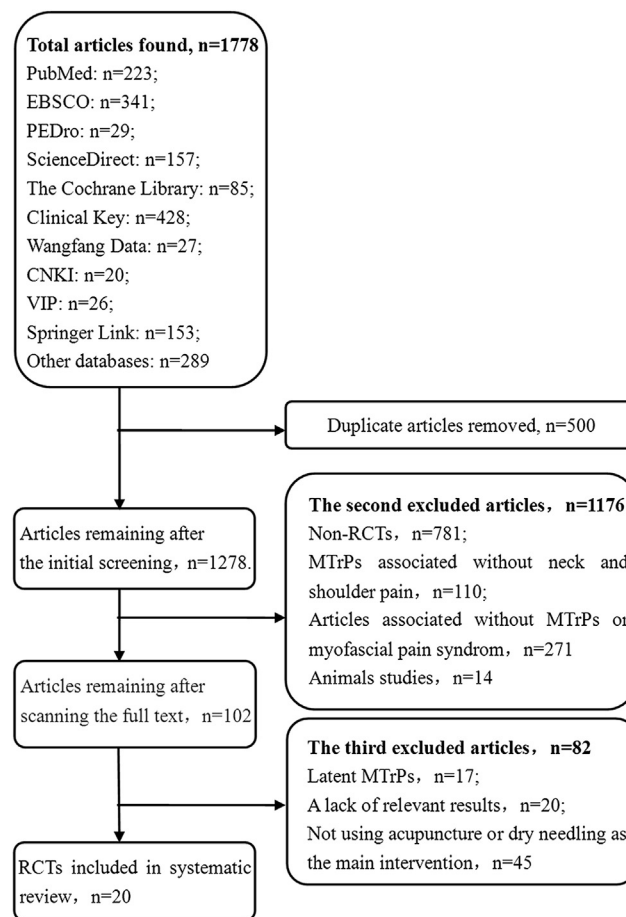 Total articles found, n=1778
PubMed: n=223;
EBSCO: n=341;
PEDro: n=29;
ScienceDirect: n=157;
The Cochrane Library: n=85;
Clinical Key: n=428;
Wangfang Data: n=27;
CNKI: n=20;
VIP: n=26;
Springer Link: n=153;
Other databases: n=289
Duplicate articles removed, n=500
Articles remaining after
the initial screening，n=1278.
The second excluded articles，n=1176
Non-RCTs，n=781;
MTrPs associated without neck and
shoulder pain，n=110;
Articles associated without MTrPs or
myofascial pain syndrom，n=271
Animals studies，n=14
Articles remaining after
scanning the full text，n=102
The third excluded articles，n=82
Latent MTrPs，n=17;
A lack of relevant results，n=20;
Not using acupuncture or dry needling as
the main intervention，n=45
RCTs included in systematic
review，n=20